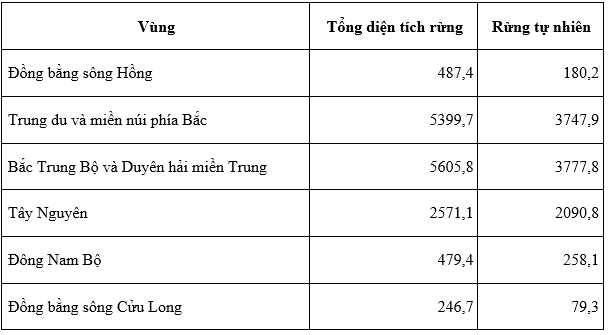 Vùng Tổng diện tích rừng Rừng tự nhiên
Đồng bằng sông Hồng 487,4 180,2
Trung du và miền núi phía Bắc 5399,7 3747,9
Bắc Trung Bộ và Duyên hải miền Trung 5605,8 3777,8
Tây Nguyên 2571,1 2090,8
Đông Nam Bộ 479,4 258,1
Đồng bằng sông Cửu Long 246,7 79,3